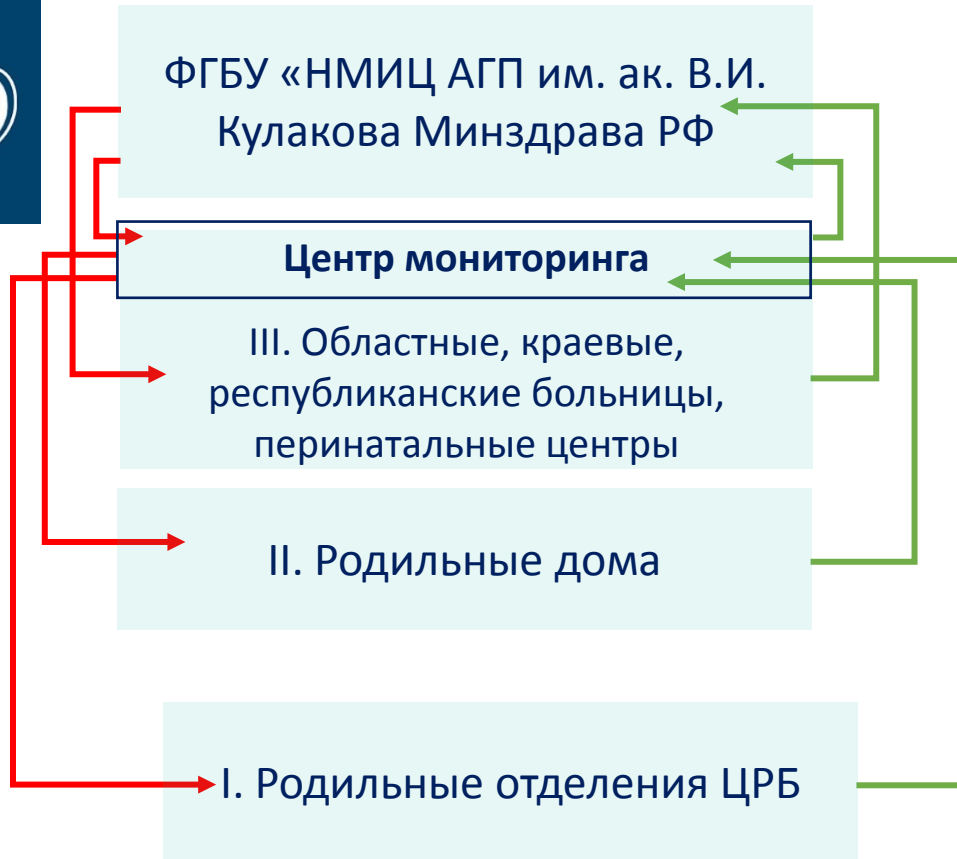 ФГБУ «НМИЦ АГП им. ак. В.И.
Кулакова Минздрава РФ
Центр мониторинга
III. Областные, краевые,
республиканские больницы,
перинатальные центры
II. Родильные дома
I. Родильные отделения ЦРБ